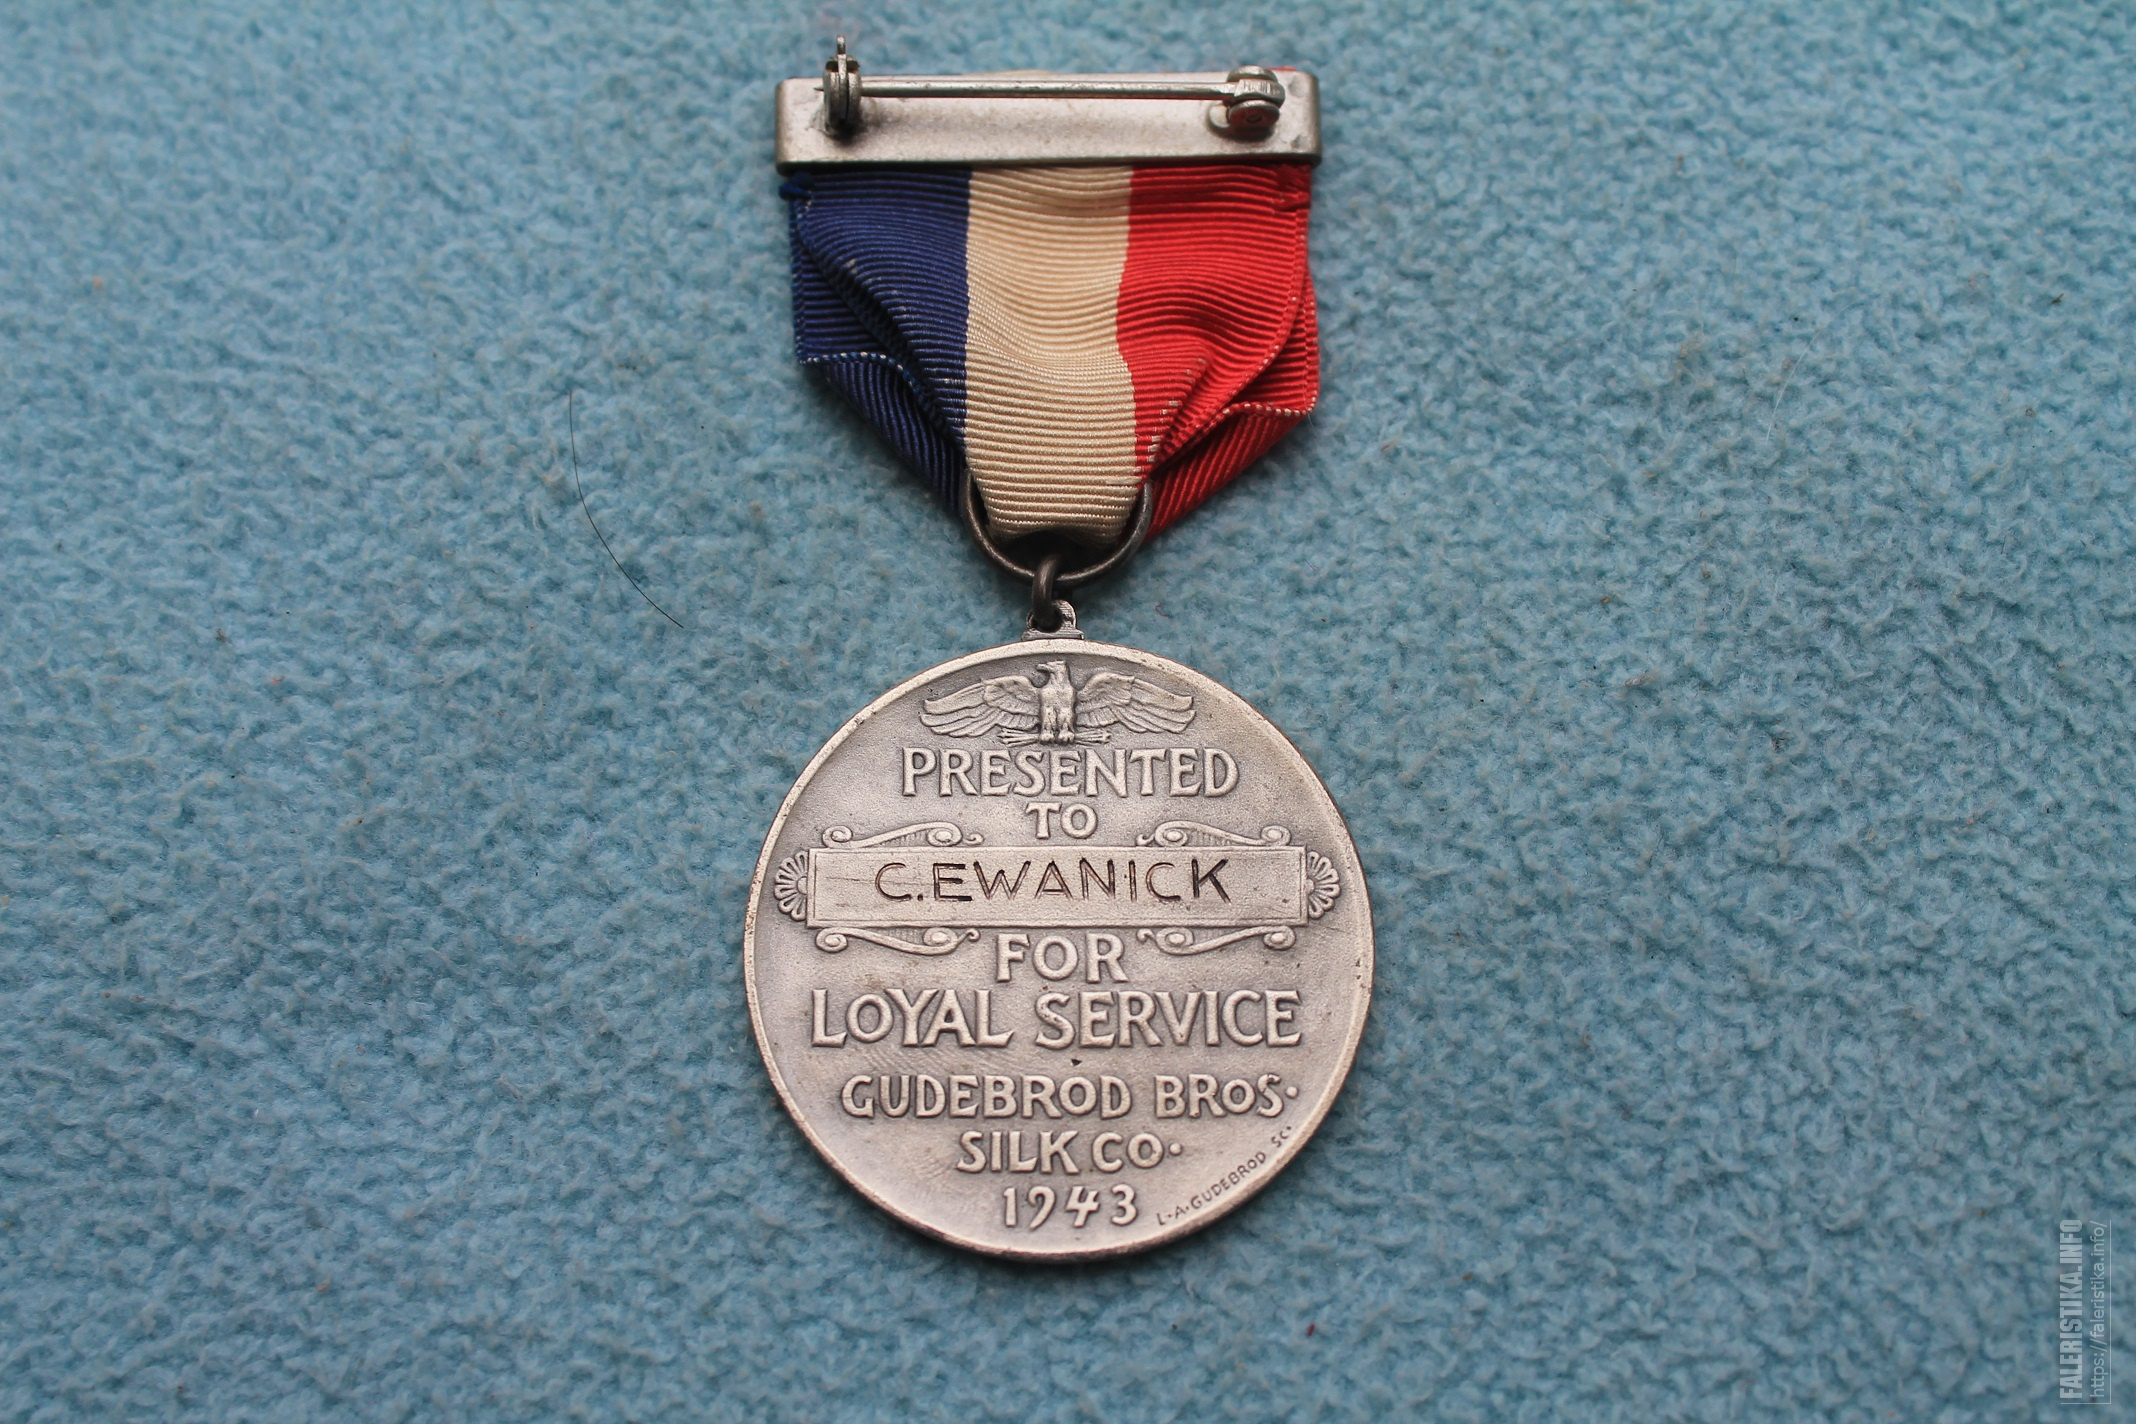 PRESENTED
TO
C. EWANICK
FOR
LOYAL SERVICE
GUDEBROD BROS.
SILK CO.
1943
L.A.GUDEBROD SC.
FALERISTIKA.INFO
https://faleristika.info/